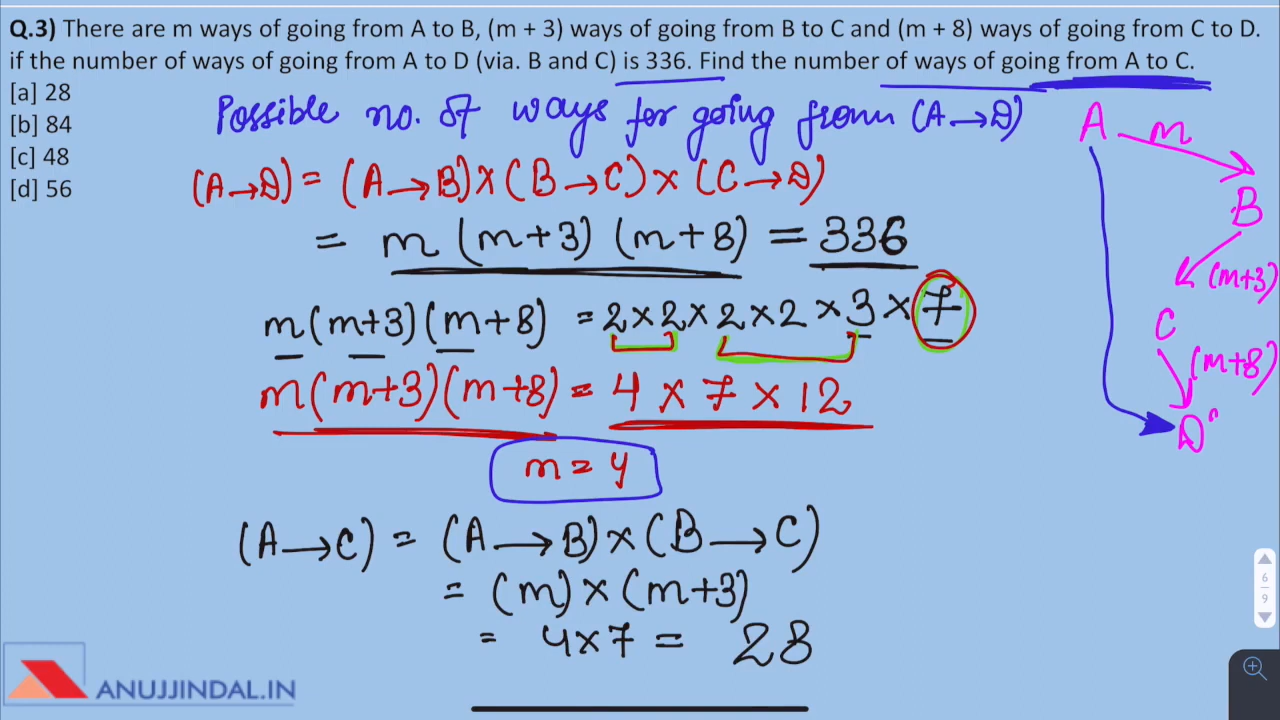 Q.3) There are m ways of going from A to B, (m + 3) ways of going from B to C and (m + 8) ways of going from C to D.
if the number of ways of going from A to D (via. B and C) is 336. Find the number of ways of going from A to C.
[a] 28
[b] 84
[c] 48
[d] 56
Possible no. of ways for going from (A→D)
(A→D) = (A→B)×(B→C)×(C→D)
= m (m+3) (m+8) = 336
m(m+3)(m+8) = 2×2×2×2×3×7
m(m+3)(m+8) = 4 × 7 × 12
m = 4
(A→C) = (A→B)×(B→C)
= (m)×(m+3)
= 4×7 = 28
A
m
B
(m+3)
C
(m+8)
D
6
9
ANUJJINDAL.IN